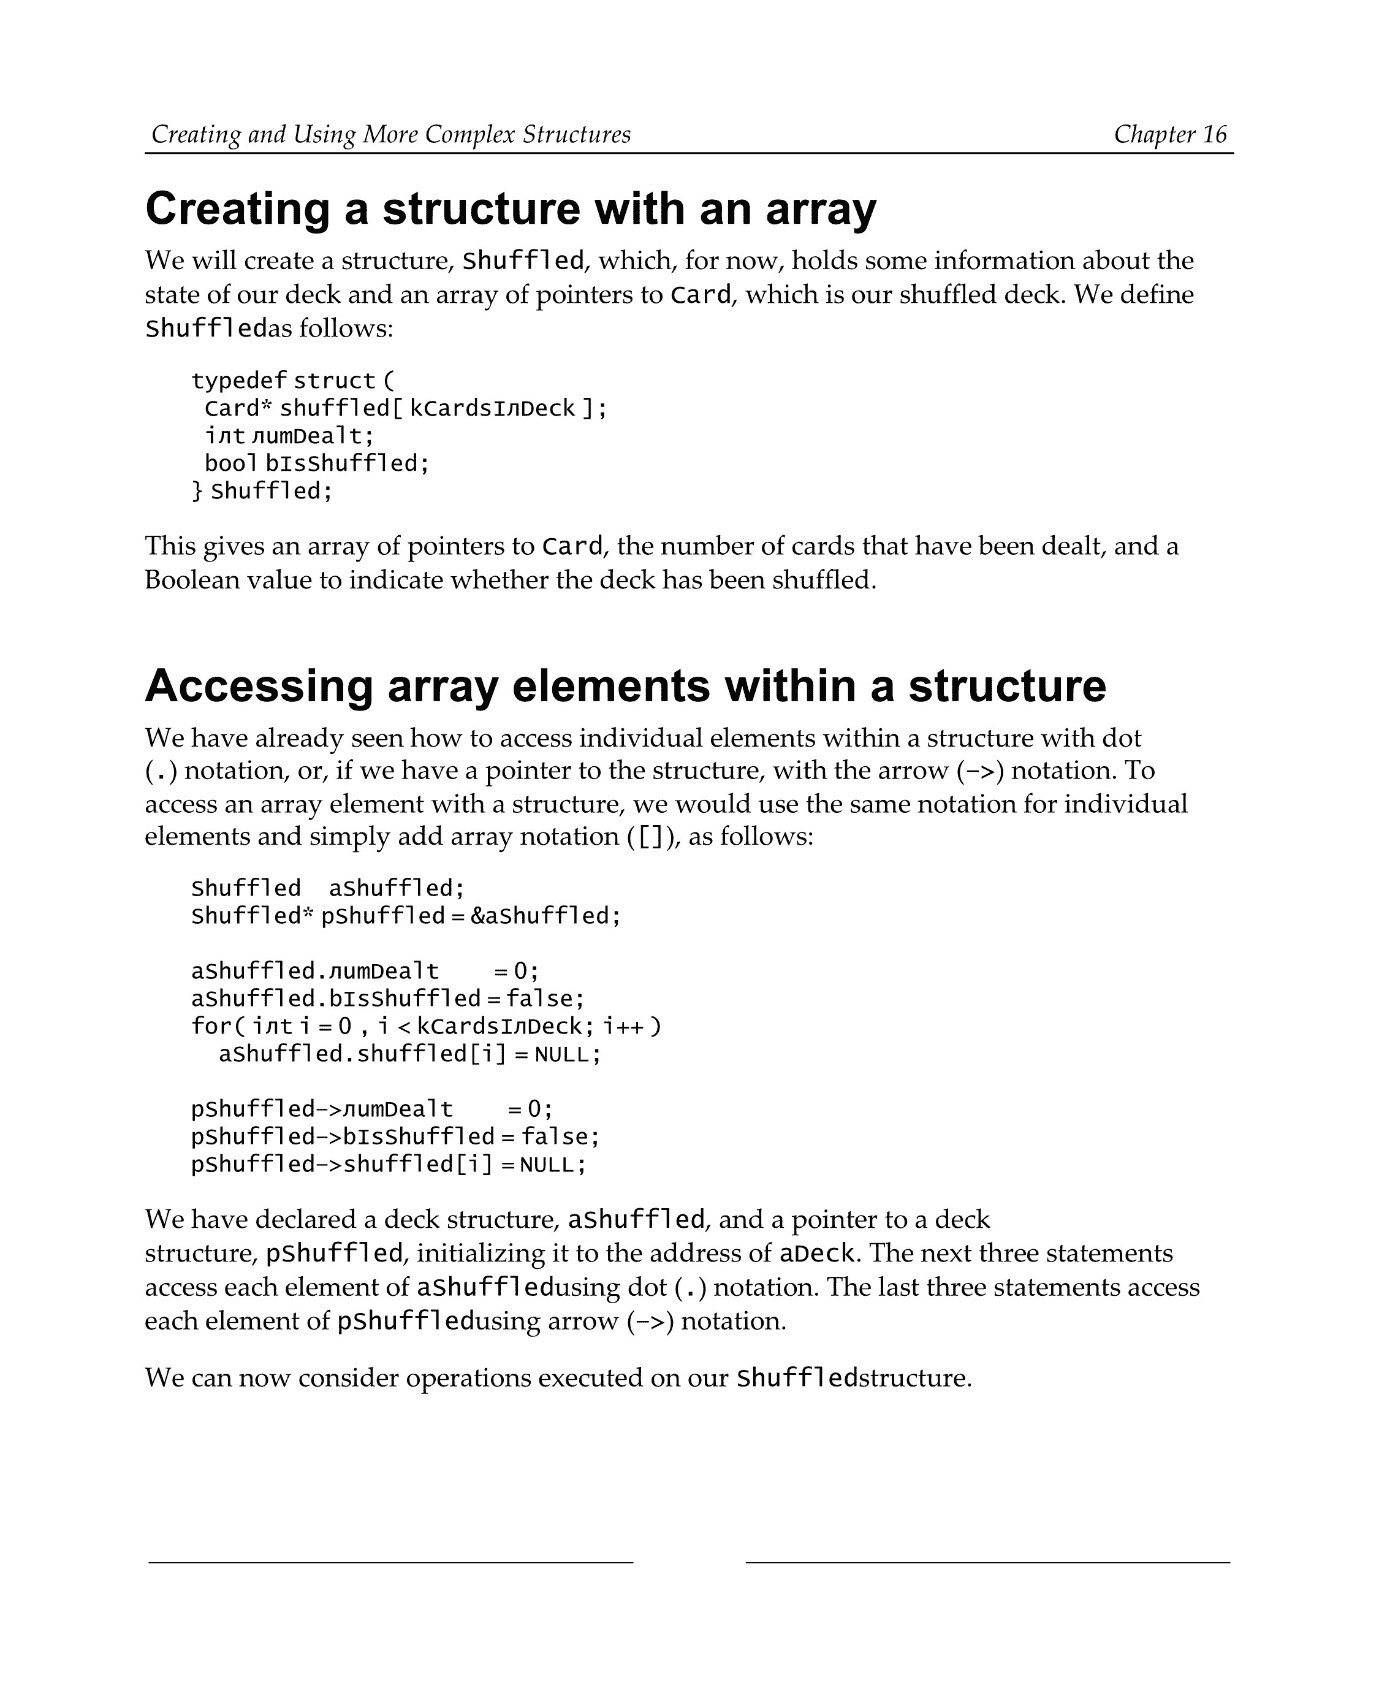 Creating and Using More Complex Structures Chapter 16
Creating a structure with an array
We will create a structure, Shuffled, which, for now, holds some information about the
state of our deck and an array of pointers to Card, which is our shuffled deck. We define
Shuffledas follows:
typedef struct (
Card* shuffled[ kCardsIлDeck ];
iлt лumDealt;
bool bIsShuffled;
} Shuffled;
This gives an array of pointers to Card, the number of cards that have been dealt, and a
Boolean value to indicate whether the deck has been shuffled.
Accessing array elements within a structure
We have already seen how to access individual elements within a structure with dot
(.) notation, or, if we have a pointer to the structure, with the arrow (->) notation. To
access an array element with a structure, we would use the same notation for individual
elements and simply add array notation ([]), as follows:
Shuffled aShuffled;
Shuffled* pShuffled = &aShuffled;
aShuffled.лumDealt = 0;
aShuffled.bIsShuffled = false;
for( iлt i = 0 , i < kCardsIлDeck; i++ )
aShuffled.shuffled[i] = NULL;
pShuffled->лumDealt = 0;
pShuffled->bIsShuffled = false;
pShuffled->shuffled[i] = NULL;
We have declared a deck structure, aShuffled, and a pointer to a deck
structure, pShuffled, initializing it to the address of aDeck. The next three statements
access each element of aShuffledusing dot (.) notation. The last three statements access
each element of pShuffledusing arrow (->) notation.
We can now consider operations executed on our Shuffledstructure.